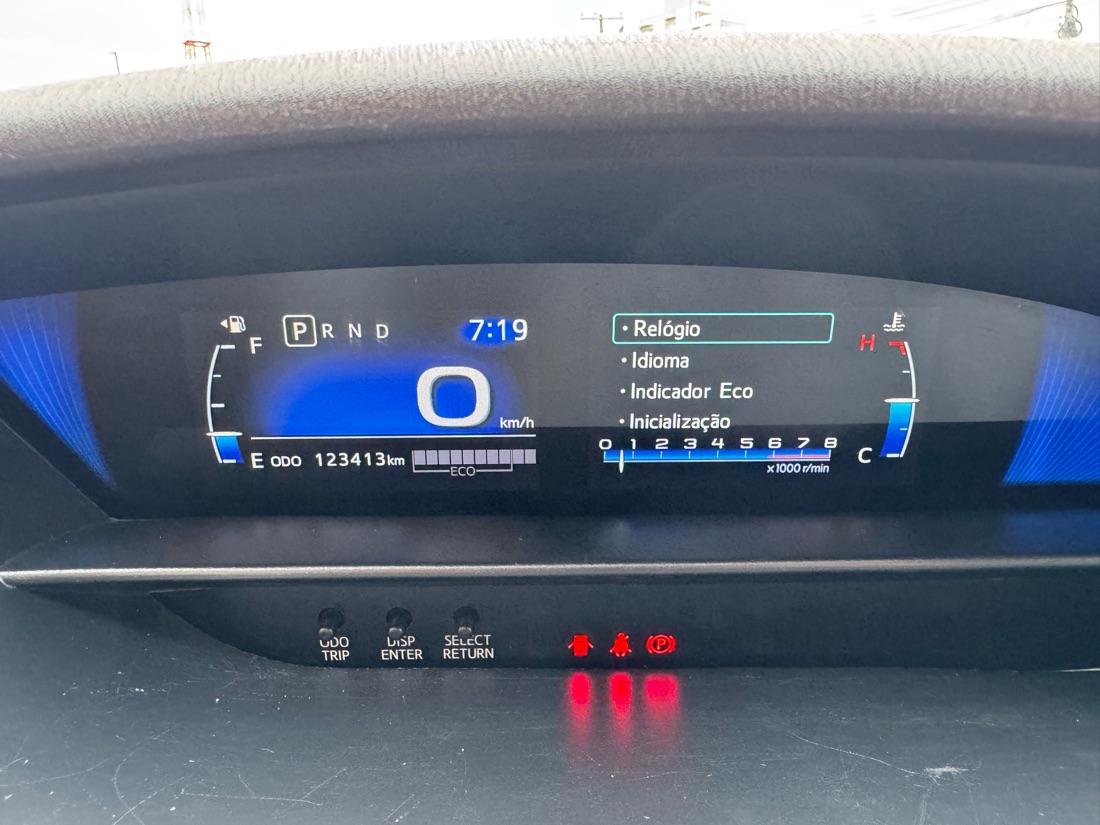 P R N D 7:19
F
0 km/h
E ODO 123413km
ECO
• Relógio
• Idioma
• Indicador Eco
• Inicialização
0 1 2 3 4 5 6 7 8
x1000 r/min
H
C
ODO TRIP
DISP ENTER
SELECT RETURN
(P)